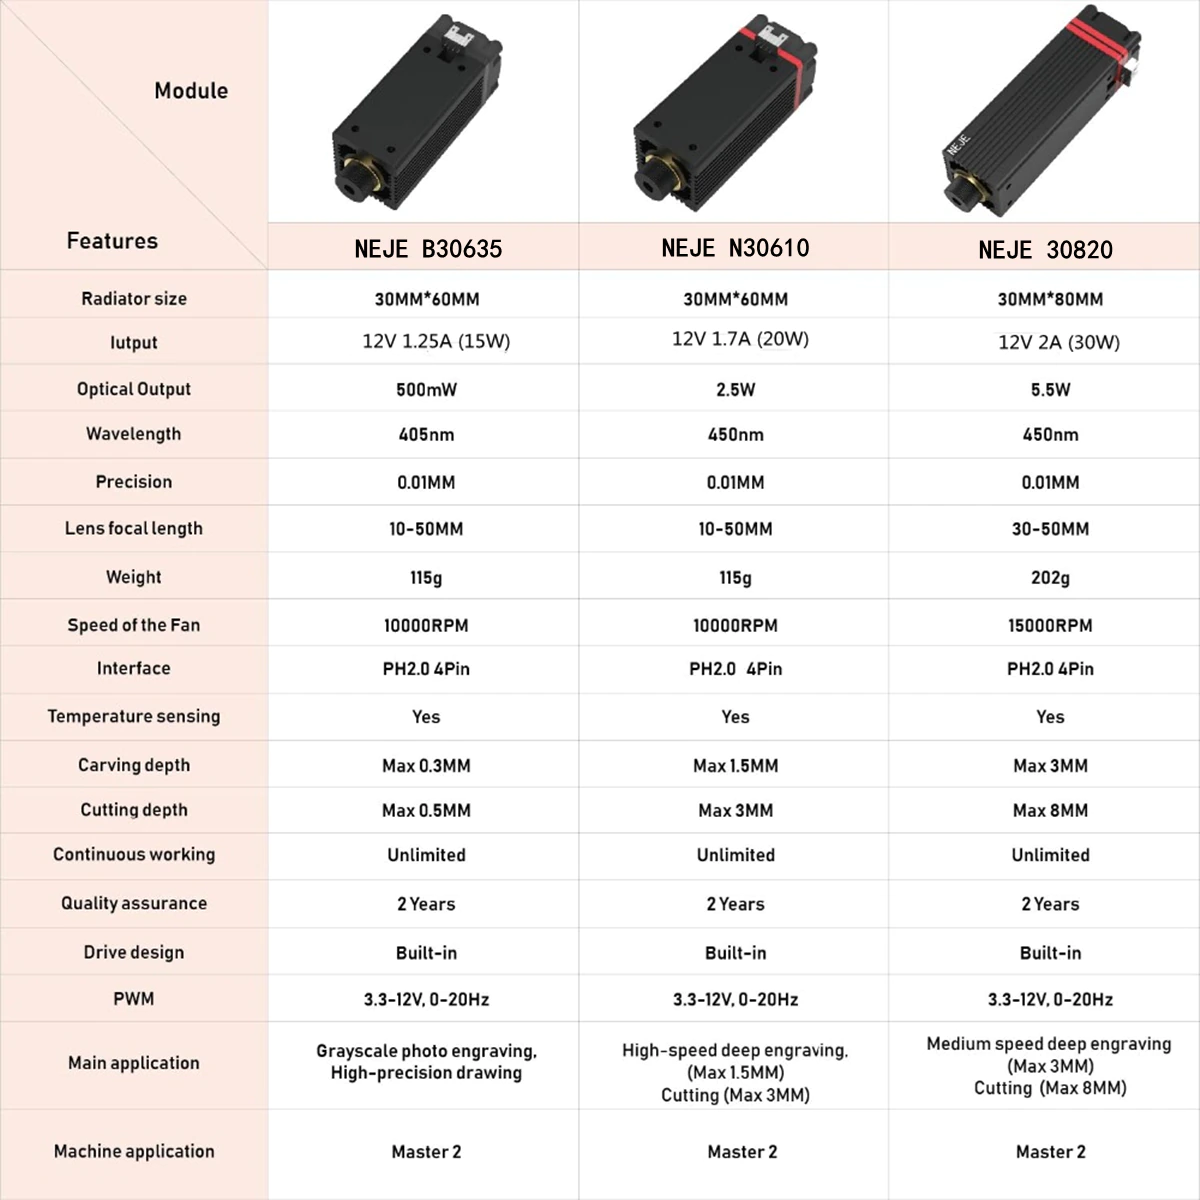 Module
Features
NEJE
NEJE B30635 NEJE N30610 NEJE 30820
Radiator size 30MM*60MM 30MM*60MM 30MM*80MM
Iutput 12V 1.25A (15W) 12V 1.7A (20W) 12V 2A (30W)
Optical Output 500mW 2.5W 5.5W
Wavelength 405nm 450nm 450nm
Precision 0.01MM 0.01MM 0.01MM
Lens focal length 10-50MM 10-50MM 30-50MM
Weight 115g 115g 202g
Speed of the Fan 10000RPM 10000RPM 15000RPM
Interface PH2.0 4Pin PH2.0 4Pin PH2.0 4Pin
Temperature sensing Yes Yes Yes
Carving depth Max 0.3MM Max 1.5MM Max 3MM
Cutting depth Max 0.5MM Max 3MM Max 8MM
Continuous working Unlimited Unlimited Unlimited
Quality assurance 2 Years 2 Years 2 Years
Drive design Built-in Built-in Built-in
PWM 3.3-12V, 0-20Hz 3.3-12V, 0-20Hz 3.3-12V, 0-20Hz
Main application
Grayscale photo engraving,
High-precision drawing
High-speed deep engraving,
(Max 1.5MM)
Cutting (Max 3MM)
Medium speed deep engraving
(Max 3MM)
Cutting (Max 8MM)
Machine application Master 2 Master 2 Master 2